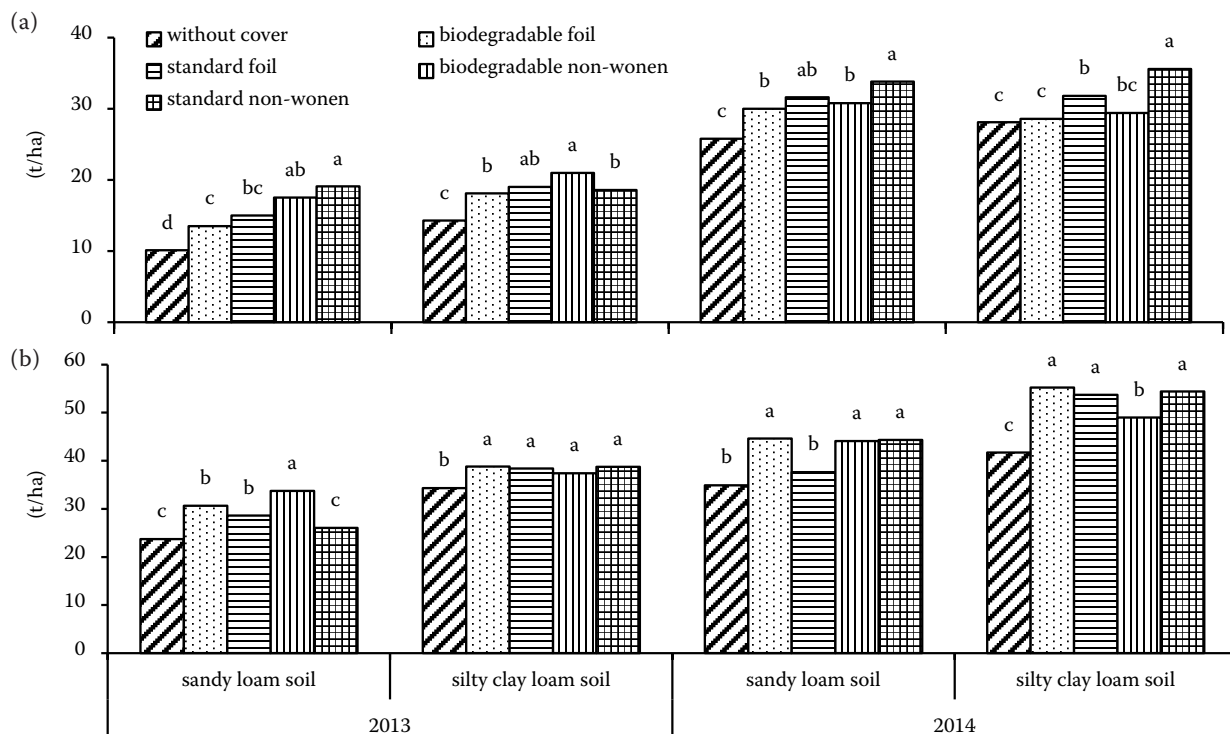 (a)
40
30
20
10
0
(t/ha)
without cover
biodegradable foil
standard foil
biodegradable non-wonen
standard non-wonen
d c bc ab a
c b ab a b
c b ab b a
c c b bc a
(b)
60
50
40
30
20
10
0
(t/ha)
c b b a c
b a a a a
b a b a a
c a a b a
sandy loam soil silty clay loam soil sandy loam soil silty clay loam soil
2013 2014